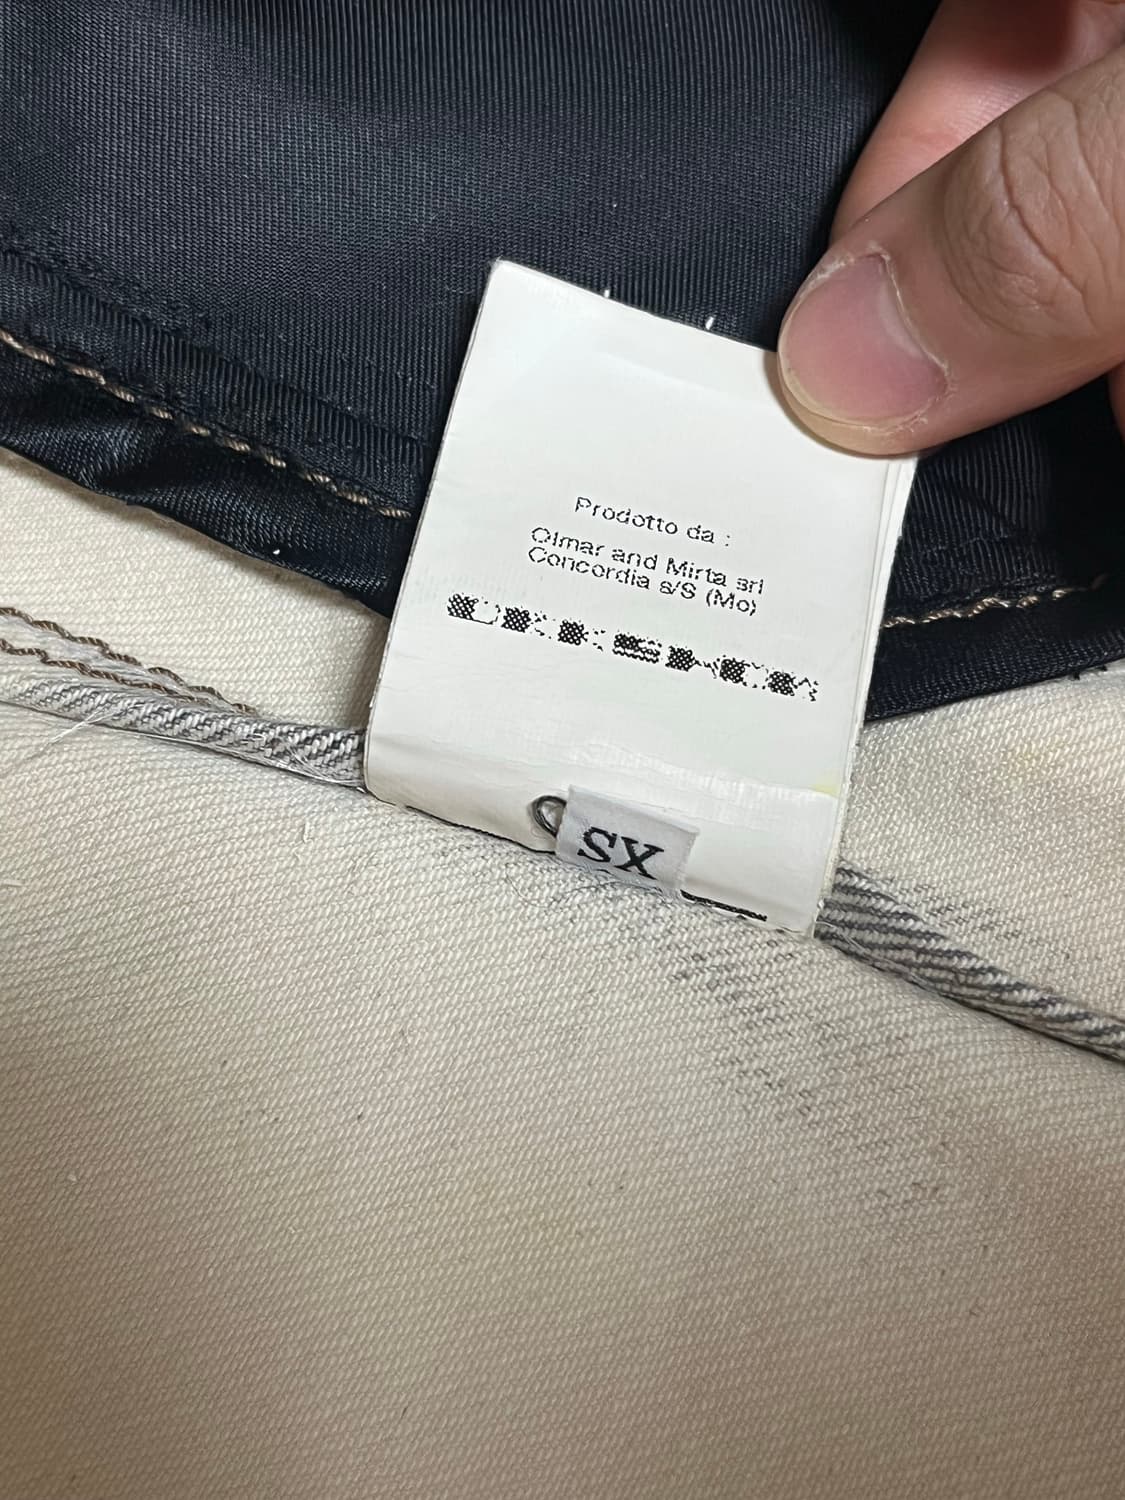 Prodotto da :
Olmar and Mirta srl
Concordia s/S (Mo)
SX